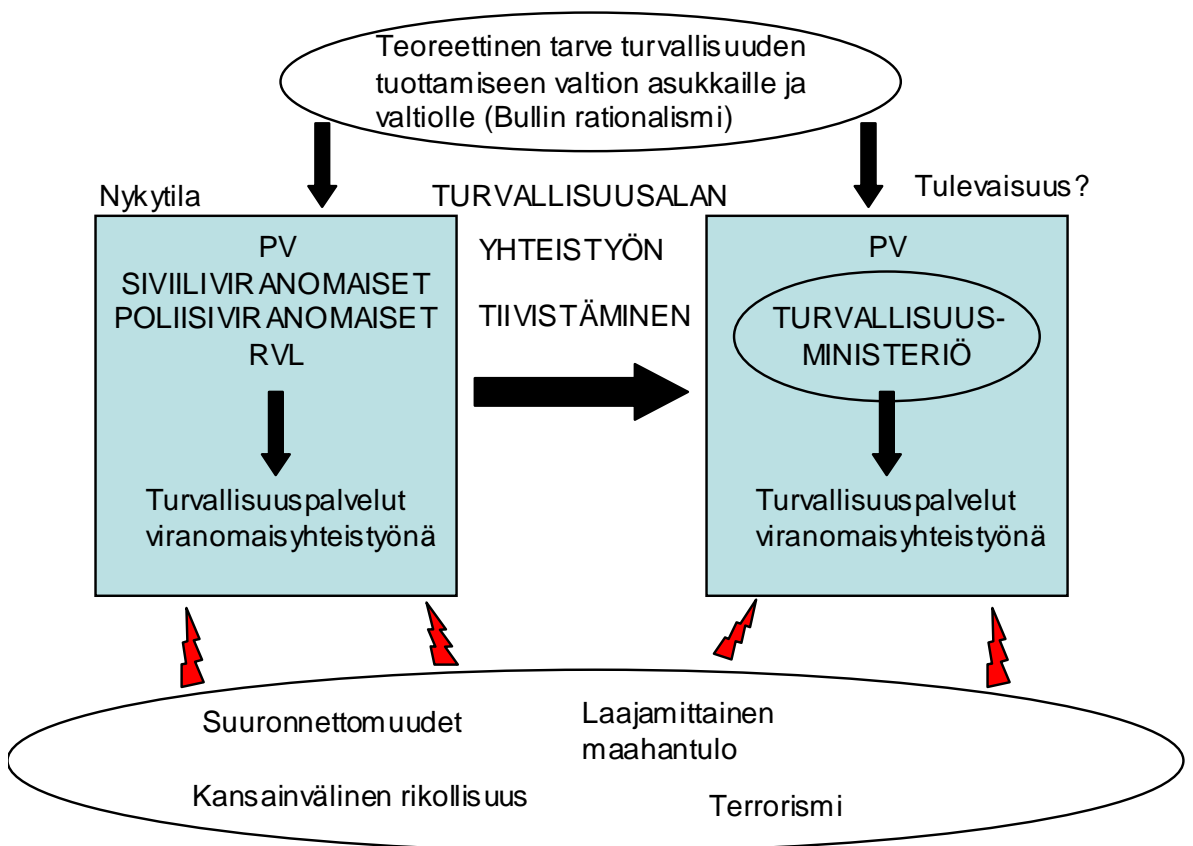 Teoreettinen tarve turvallisuuden
tuottamiseen valtion asukkaille ja
valtiolle (Bullin rationalismi)
Nykytila
TURVALLISUUSALAN
YHTEISTYÖN
TIIVISTÄMINEN
Tulevaisuus?
PV
SIVIILIVIRANOMAISET
POLIISIVIRANOMAISET
RVL
Turvallisuuspalvelut
viranomaisyhteistyönä
PV
TURVALLISUUS-
MINISTERIÖ
Turvallisuuspalvelut
viranomaisyhteistyönä
Suuronnettomuudet
Laajamittainen
maahantulo
Kansainvälinen rikollisuus
Terrorismi